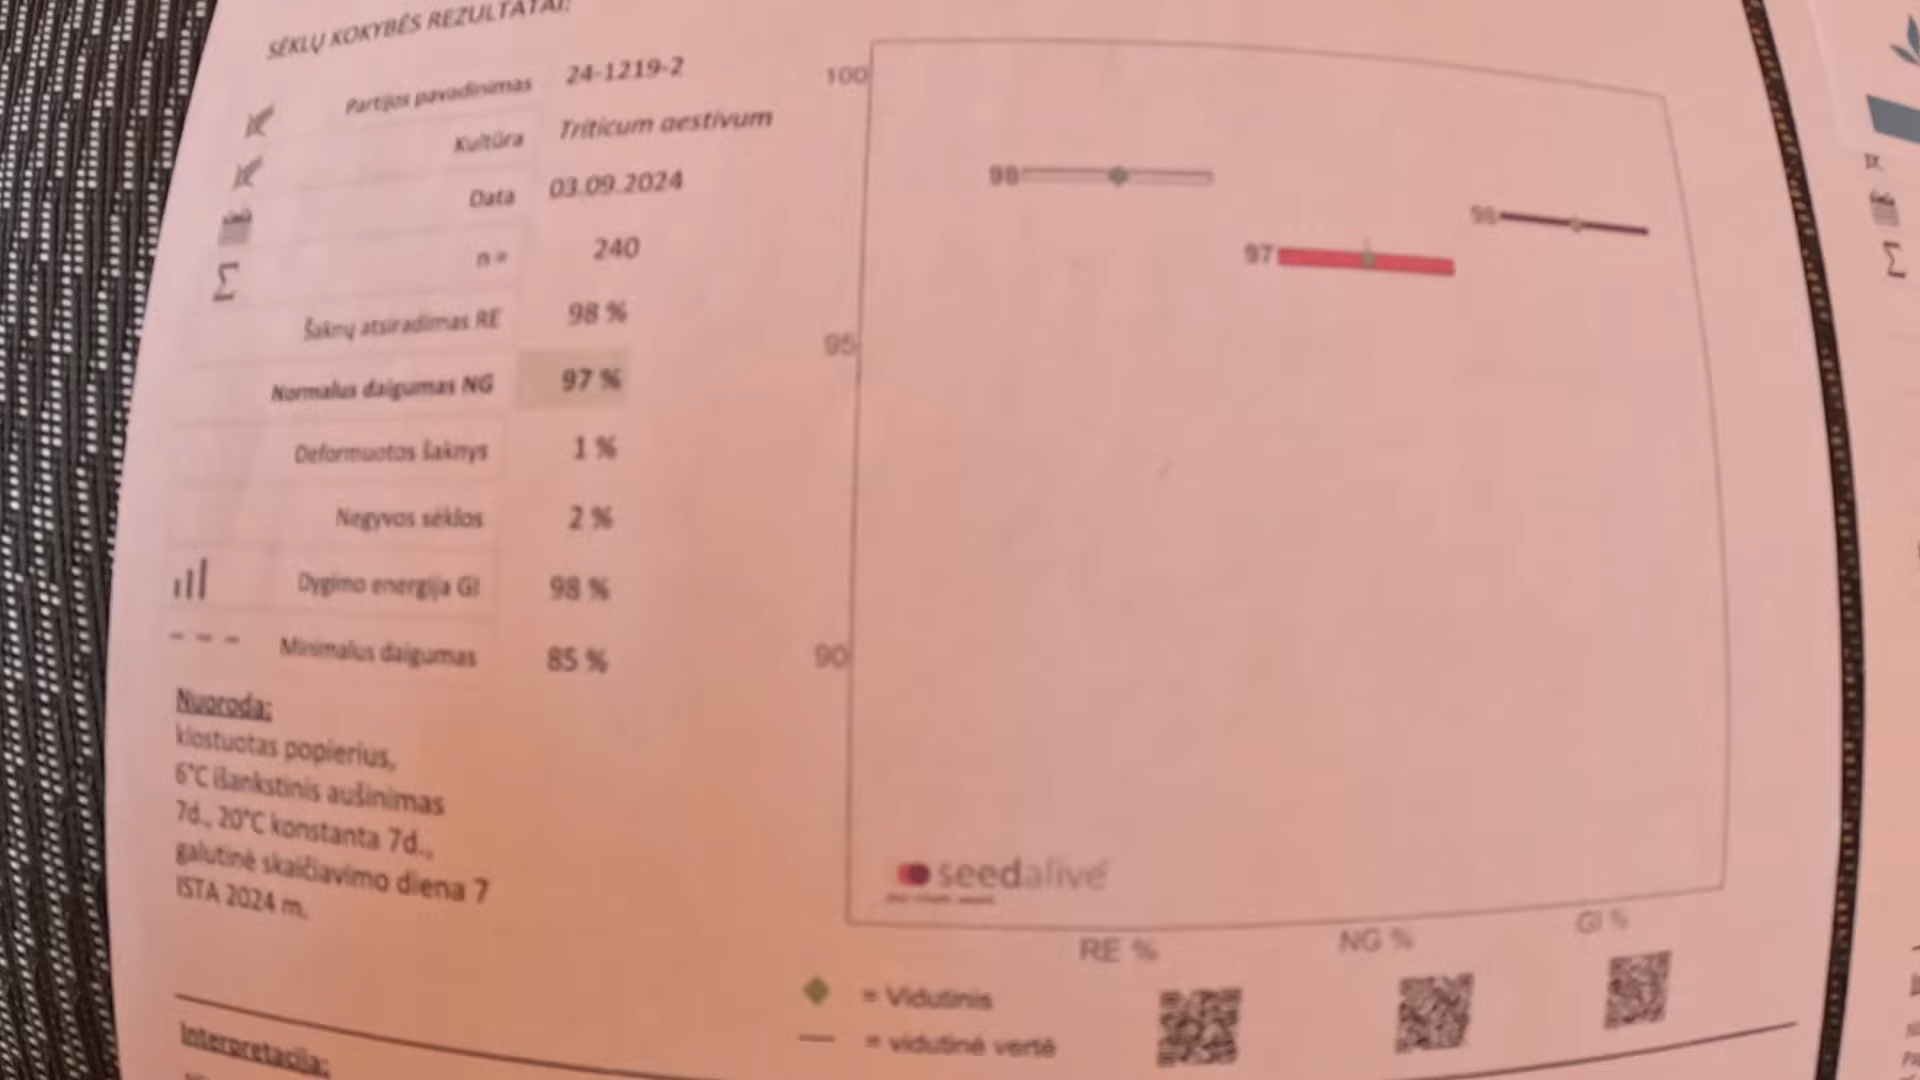 SĖKLŲ KOKYBĖS REZULTATAI:
Partijos pavadinimas 24-1219-2
Kultūra Triticum aestivum
Data 03.09.2024
n = 240
Šaknų atsiradimas RE 98 %
Normalus daigumas NG 97 %
Deformuotos šaknys 1 %
Negyvos sėklos 2 %
Dygimo energija GI 98 %
Minimalus daigumas 85 %
Nuoroda:
klostuotas popierius,
6°C išankstinis aušinimas
7d., 20°C konstanta 7d.,
galutinė skaičiavimo diena 7
ISTA 2024 m.
100
95
90
98
97
98
seedalive
RE %
NG %
GI %
= Vidutinis
= vidutinė vertė
Interpretacija: